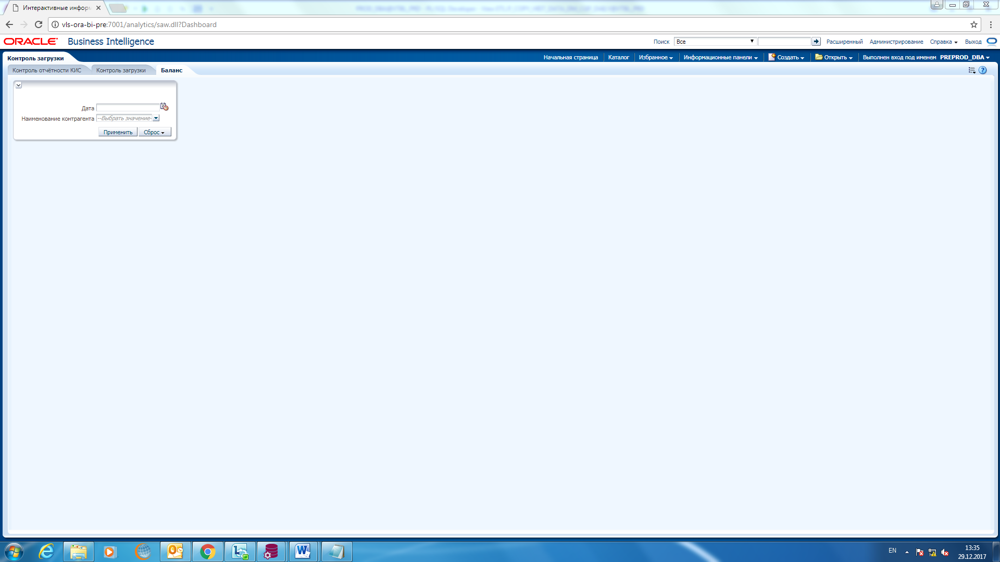 Интерактивные инфор
vls-ora-bi-pre:7001/analytics/saw.dll?Dashboard
ORACLE Business Intelligence
Поиск Все Расширенный Администрирование Справка Выход
Контроль загрузки
Начальная страница Каталог Избранное Информационные панели Создать Открыть Выполнен вход под именем PREPROD_DBA
Контроль отчётности КИС Контроль загрузки Баланс
Дата
Наименование контрагента --Выбрать значение-
Применить Сброс
EN
13:35
29.12.2017